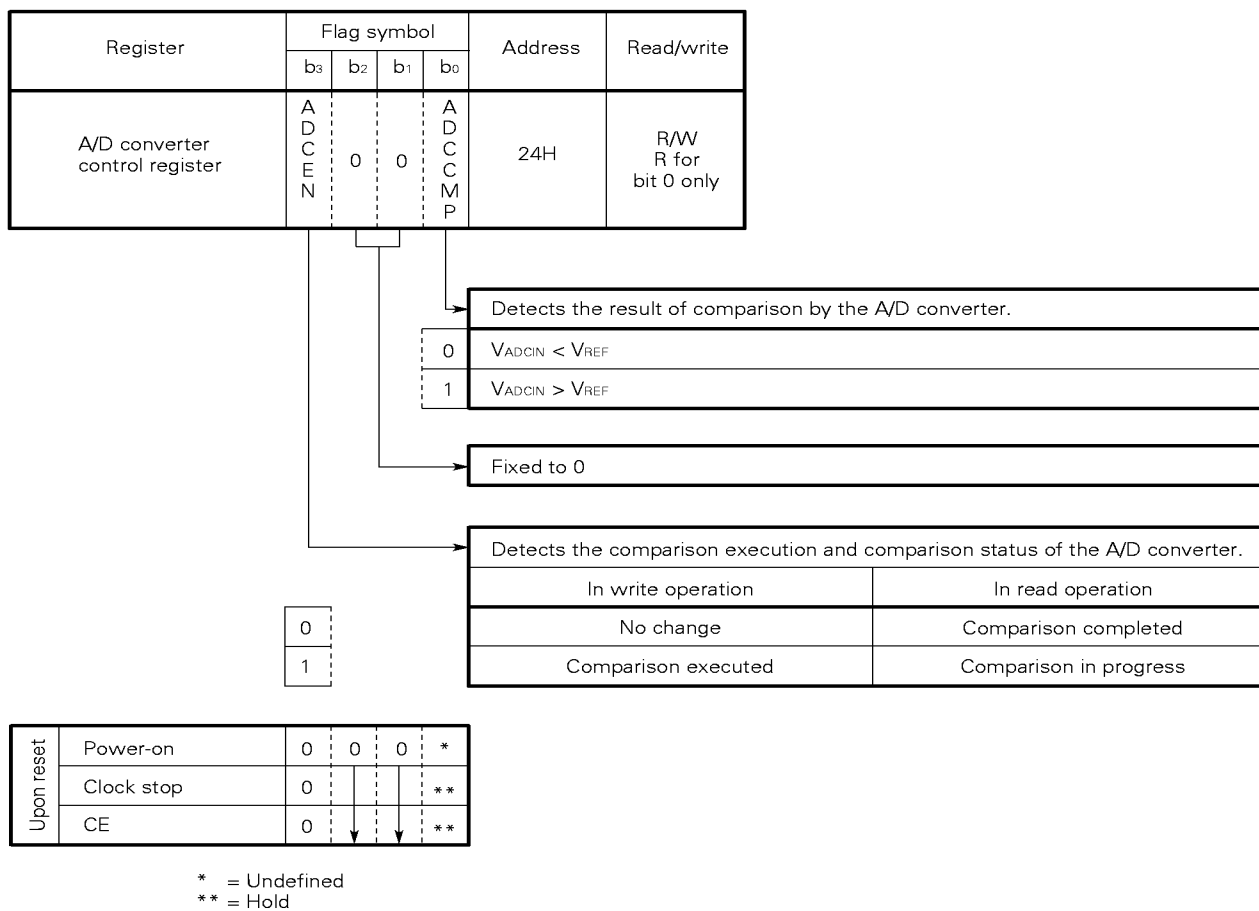 Register Flag symbol Address Read/write
b3 b2 b1 b0
A/D converter control register ADCEN 0 0 ADCCMP 24H R/W R for bit 0 only
Detects the result of comparison by the A/D converter.
0 VADCIN < VREF
1 VADCIN > VREF
Fixed to 0
Detects the comparison execution and comparison status of the A/D converter.
In write operation In read operation
0 No change Comparison completed
1 Comparison executed Comparison in progress
Upon reset
Power-on 0 0 0 *
Clock stop 0 **
CE 0 **
* = Undefined
** = Hold